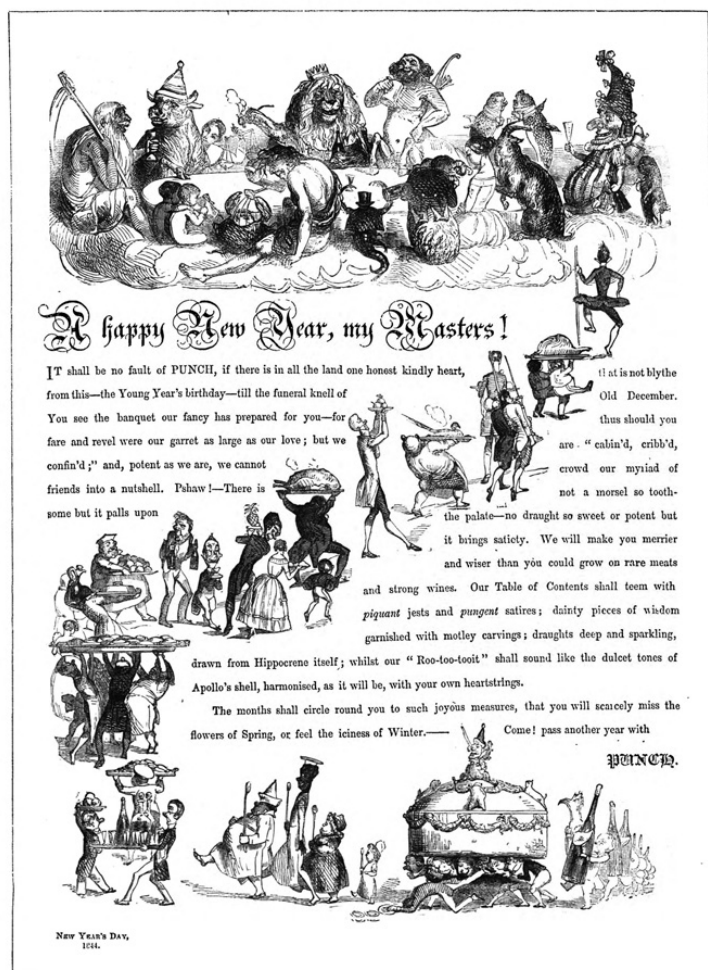 A happy New Year, my Masters!
IT shall be no fault of PUNCH, if there is in all the land one honest kindly heart, that is not blythe
from this—the Young Year's birthday—till the funeral knell of Old December.
You see the banquet our fancy has prepared for you—for thus should you
fare and revel were our garret as large as our love; but we are "cabin'd, cribb'd,
confin'd;" and, potent as we are, we cannot crowd our myriad of
friends into a nutshell. Pshaw!—There is not a morsel so tooth-
some but it palls upon the palate—no draught so sweet or potent but
it brings satiety. We will make you merrier
and wiser than you could grow on rare meats
and strong wines. Our Table of Contents shall teem with
piquant jests and pungent satires; dainty pieces of wisdom
garnished with motley carvings; draughts deep and sparkling,
drawn from Hippocrene itself; whilst our "Roo-too-tooit" shall sound like the dulcet tones of
Apollo's shell, harmonised, as it will be, with your own heartstrings.
The months shall circle round you to such joyous measures, that you will scarcely miss the
flowers of Spring, or feel the iciness of Winter.—— Come! pass another year with
PUNCH.
NEW YEAR'S DAY,
1844.